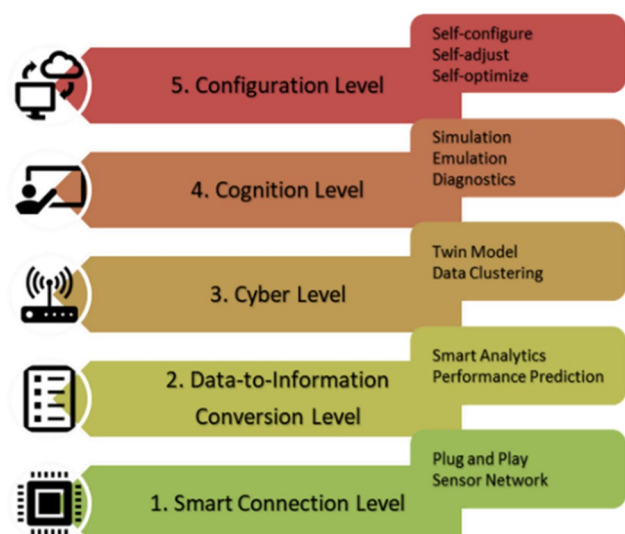 Self-configure
Self-adjust
Self-optimize
5. Configuration Level
Simulation
Emulation
Diagnostics
4. Cognition Level
Twin Model
Data Clustering
3. Cyber Level
Smart Analytics
Performance Prediction
2. Data-to-Information
Conversion Level
Plug and Play
Sensor Network
1. Smart Connection Level